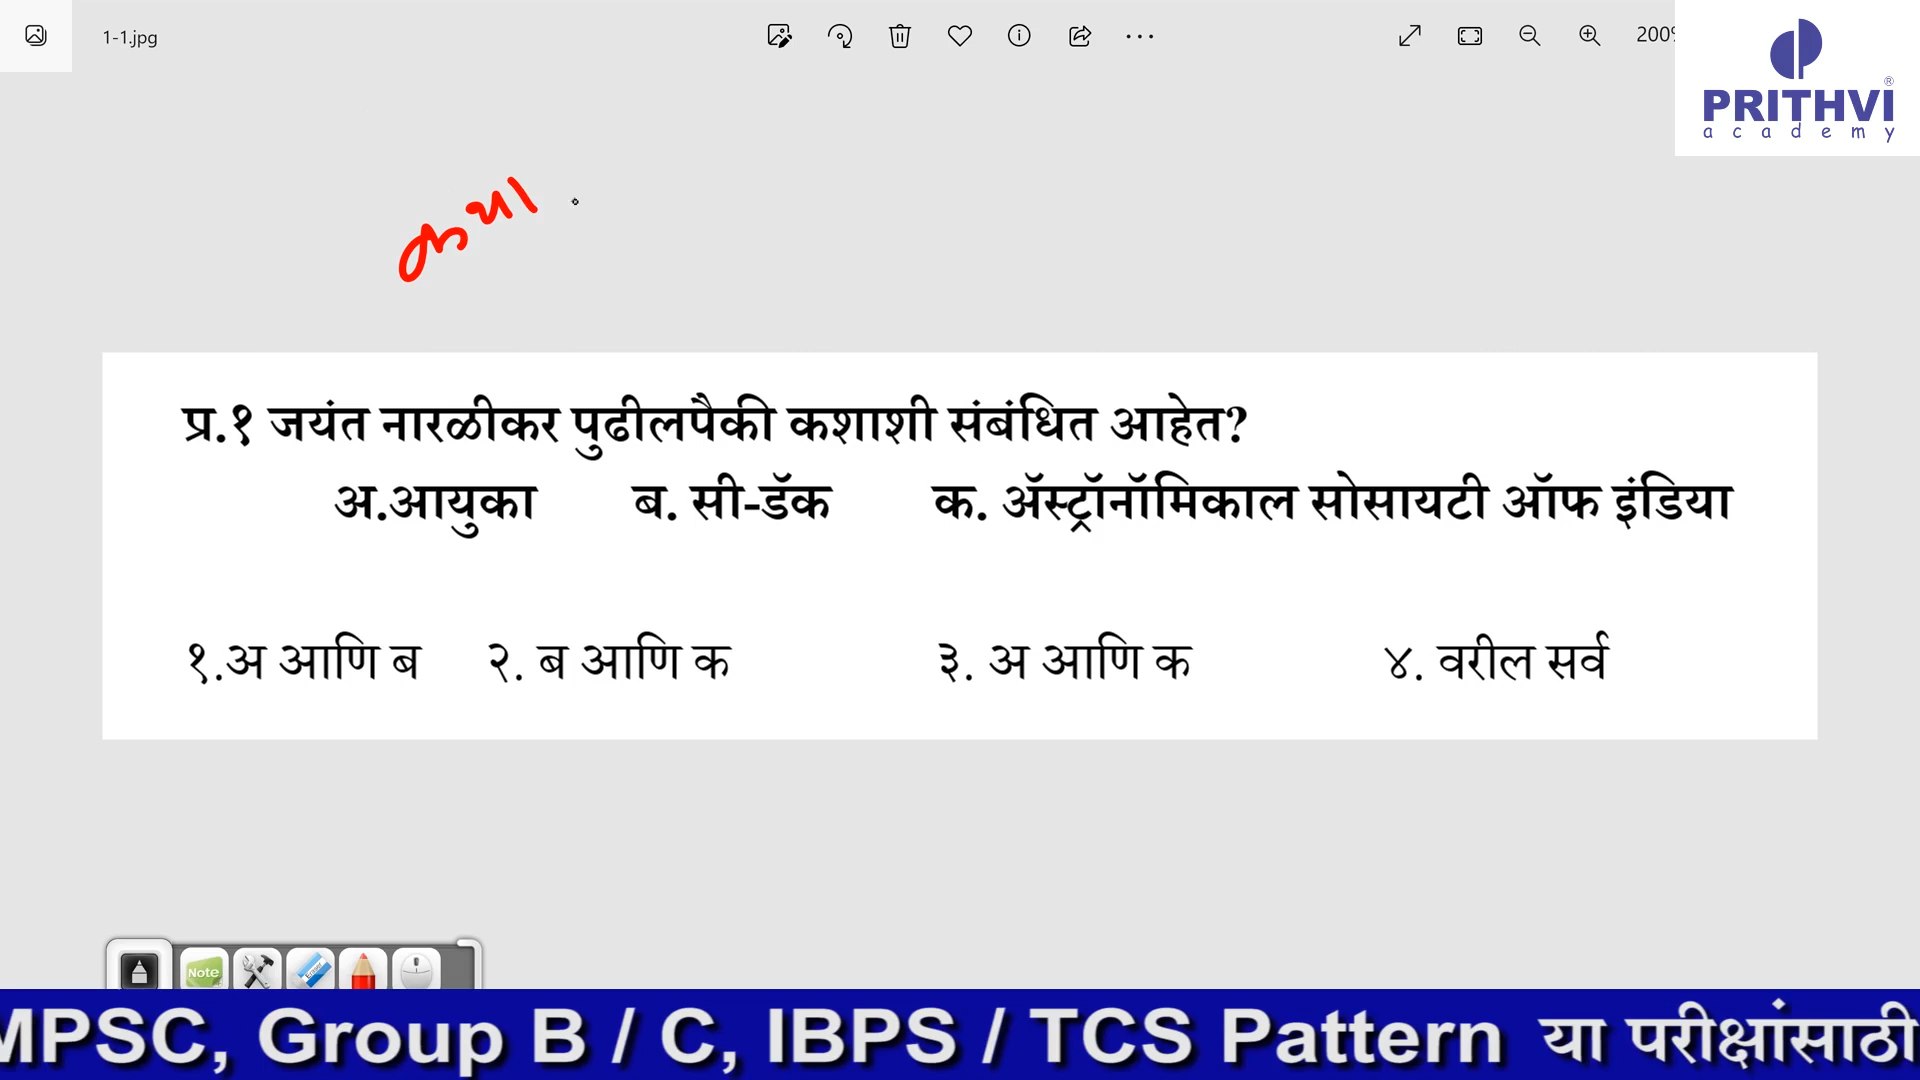 1-1.jpg
200%
PRITHVI
academy
प्र.१ जयंत नारळीकर पुढीलपैकी कशाशी संबंधित आहेत?
अ.आयुका ब. सी-डॅक क. ॲस्ट्रॉनॉमिकाल सोसायटी ऑफ इंडिया
१.अ आणि ब २. ब आणि क ३. अ आणि क ४. वरील सर्व
Note
MPSC, Group B / C, IBPS / TCS Pattern या परीक्षांसाठी